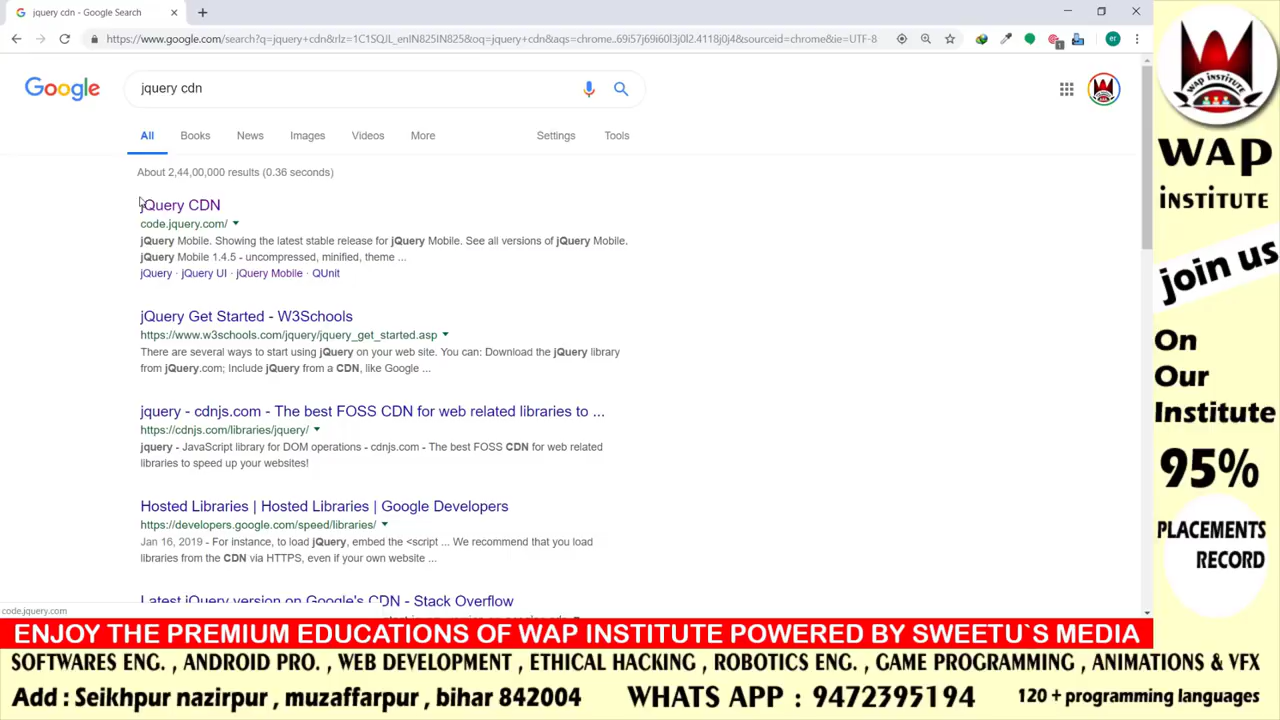 jquery cdn - Google Search
https://www.google.com/search?q=jquery+cdn&rlz=1C1SQJL_enIN825IN825&oq=jquery+cdn&aqs=chrome..69i57j69i60l3j0l2.4118j0j4&sourceid=chrome&ie=UTF-8
1
er
Google
jquery cdn
All Books News Images Videos More Settings Tools
About 2,44,00,000 results (0.36 seconds)
jQuery CDN
code.jquery.com/
jQuery Mobile. Showing the latest stable release for jQuery Mobile. See all versions of jQuery Mobile.
jQuery Mobile 1.4.5 - uncompressed, minified, theme ...
jQuery · jQuery UI · jQuery Mobile · QUnit
jQuery Get Started - W3Schools
https://www.w3schools.com/jquery/jquery_get_started.asp
There are several ways to start using jQuery on your web site. You can: Download the jQuery library
from jQuery.com; Include jQuery from a CDN, like Google ...
jquery - cdnjs.com - The best FOSS CDN for web related libraries to ...
https://cdnjs.com/libraries/jquery/
jquery - JavaScript library for DOM operations - cdnjs.com - The best FOSS CDN for web related
libraries to speed up your websites!
Hosted Libraries | Hosted Libraries | Google Developers
https://developers.google.com/speed/libraries/
Jan 16, 2019 - For instance, to load jQuery, embed the <script ... We recommend that you load
libraries from the CDN via HTTPS, even if your own website ...
Latest jQuery version on Google's CDN - Stack Overflow
code.jquery.com
WAP INSTITUTE
WAP
INSTITUTE
join us
On
Our
Institute
95%
PLACEMENTS
RECORD
ENJOY THE PREMIUM EDUCATIONS OF WAP INSTITUTE POWERED BY SWEETU`S MEDIA
SOFTWARES ENG. , ANDROID PRO. , WEB DEVELOPMENT , ETHICAL HACKING , ROBOTICS ENG. , GAME PROGRAMMING , ANIMATIONS & VFX
Add : Seikhpur nazirpur , muzaffarpur , bihar 842004 WHATS APP : 9472395194 120 + programming languages